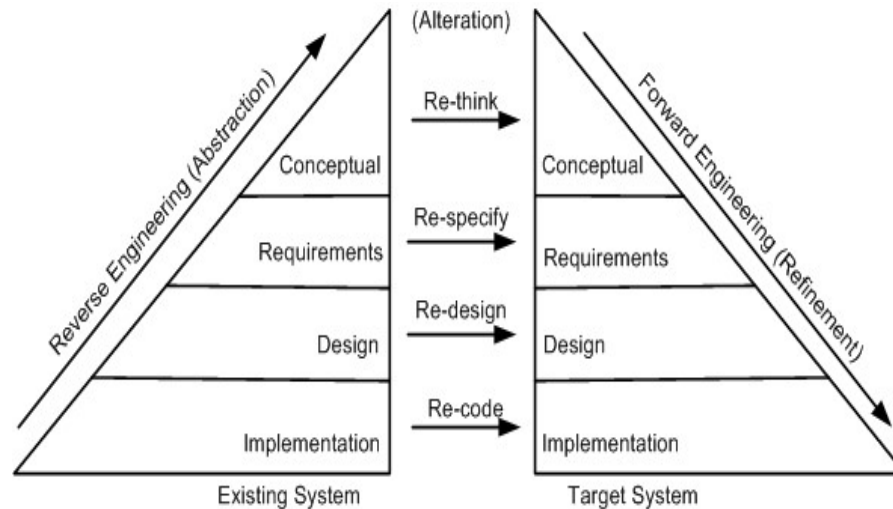 (Alteration)
Reverse Engineering (Abstraction)
Forward Engineering (Refinement)
Re-think
Conceptual
Conceptual
Re-specify
Requirements
Requirements
Re-design
Design
Design
Re-code
Implementation
Implementation
Existing System
Target System